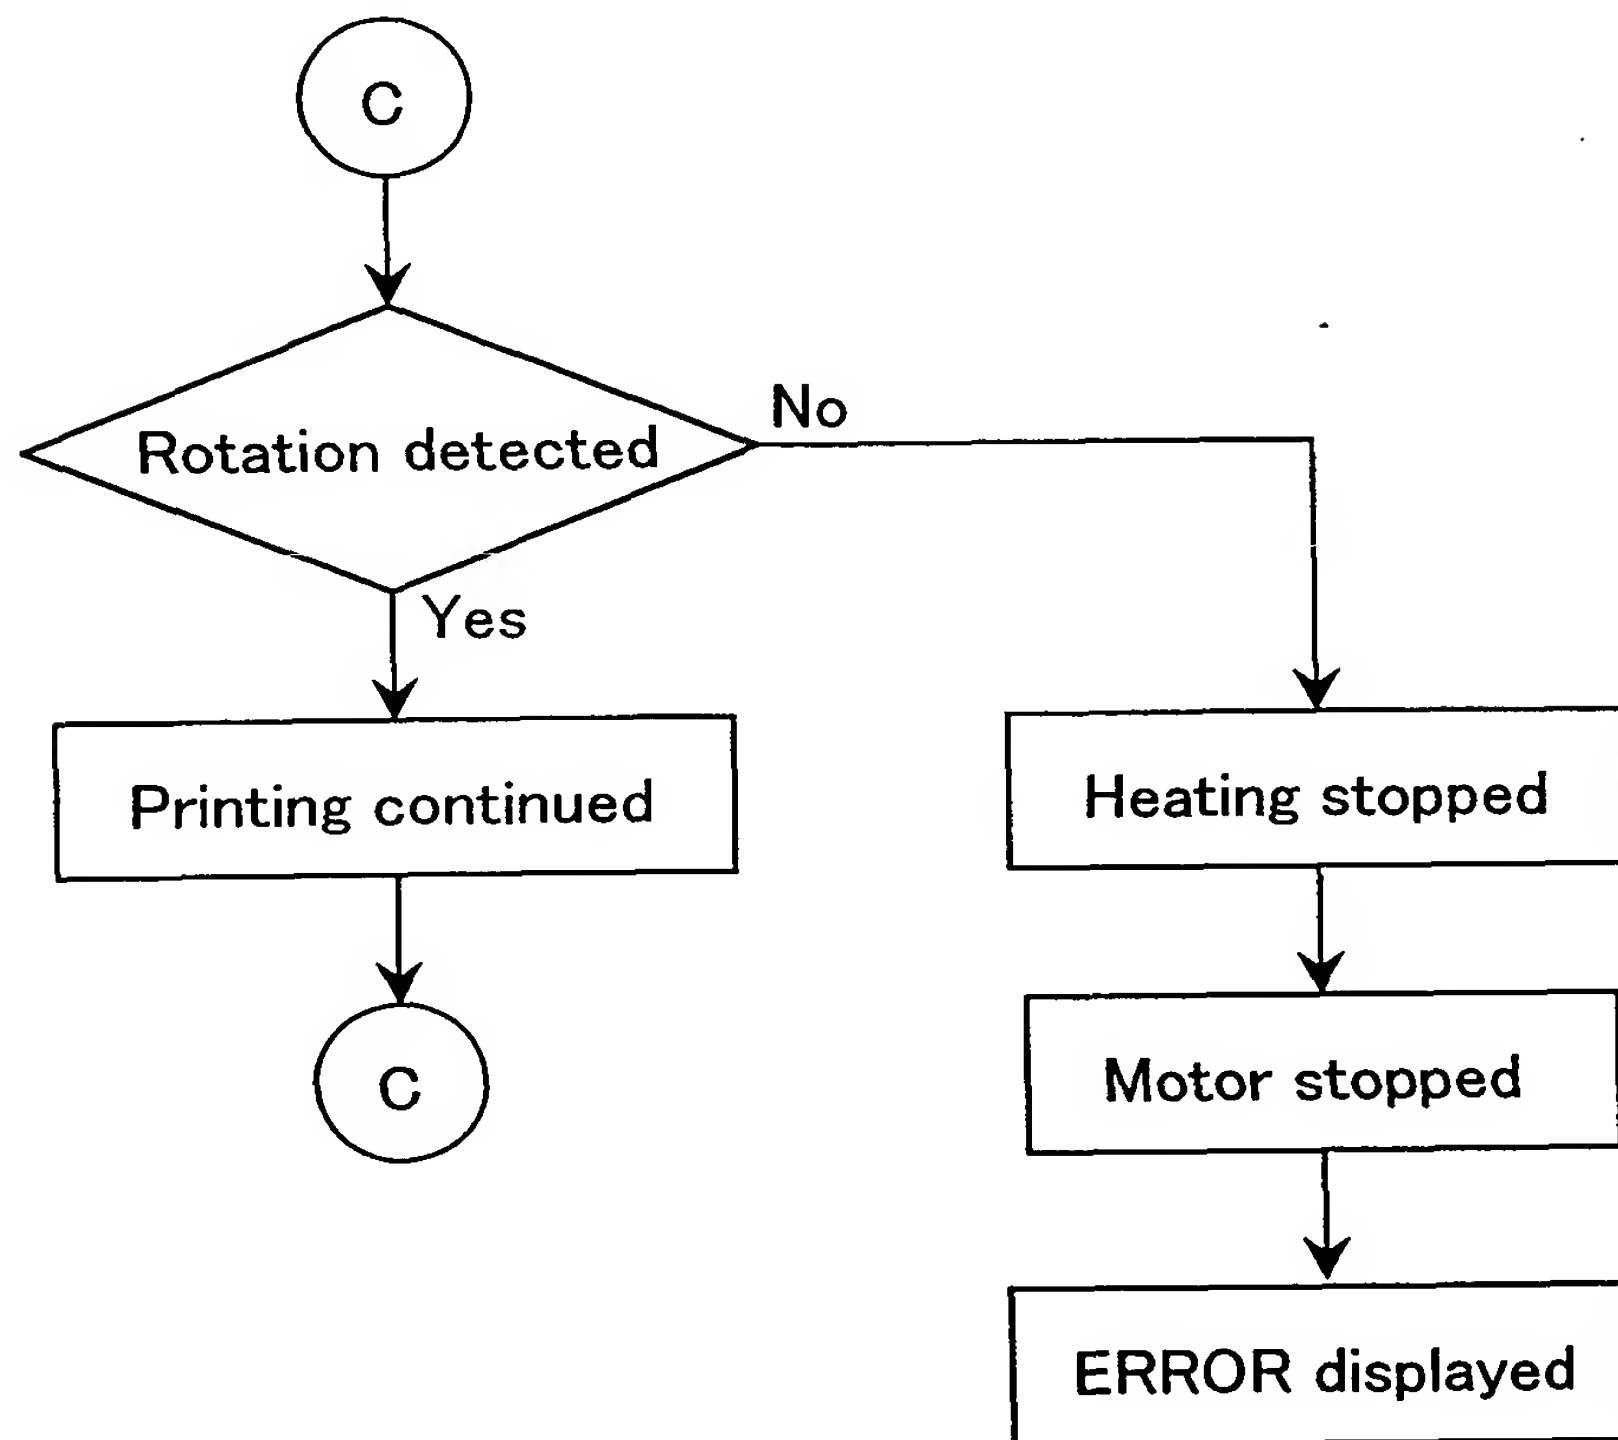 C
Rotation detected
No
Yes
Printing continued
Heating stopped
C
Motor stopped
ERROR displayed